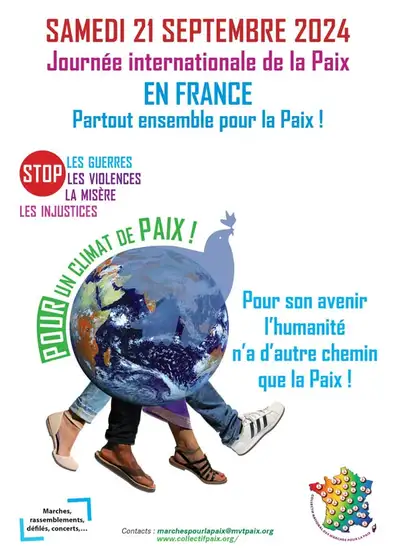 SAMEDI 21 SEPTEMBRE 2024
Journée internationale de la Paix
EN FRANCE
Partout ensemble pour la Paix !
STOP
LES GUERRES
LES VIOLENCES
LA MISÈRE
LES INJUSTICES
POUR UN CLIMAT DE PAIX !
Pour son avenir
l'humanité
n'a d'autre chemin
que la Paix !
Marches,
rassemblements,
défilés, concerts,...
Contacts : marchespourlapaix@mvtpaix.org
www.collectifpaix.org/